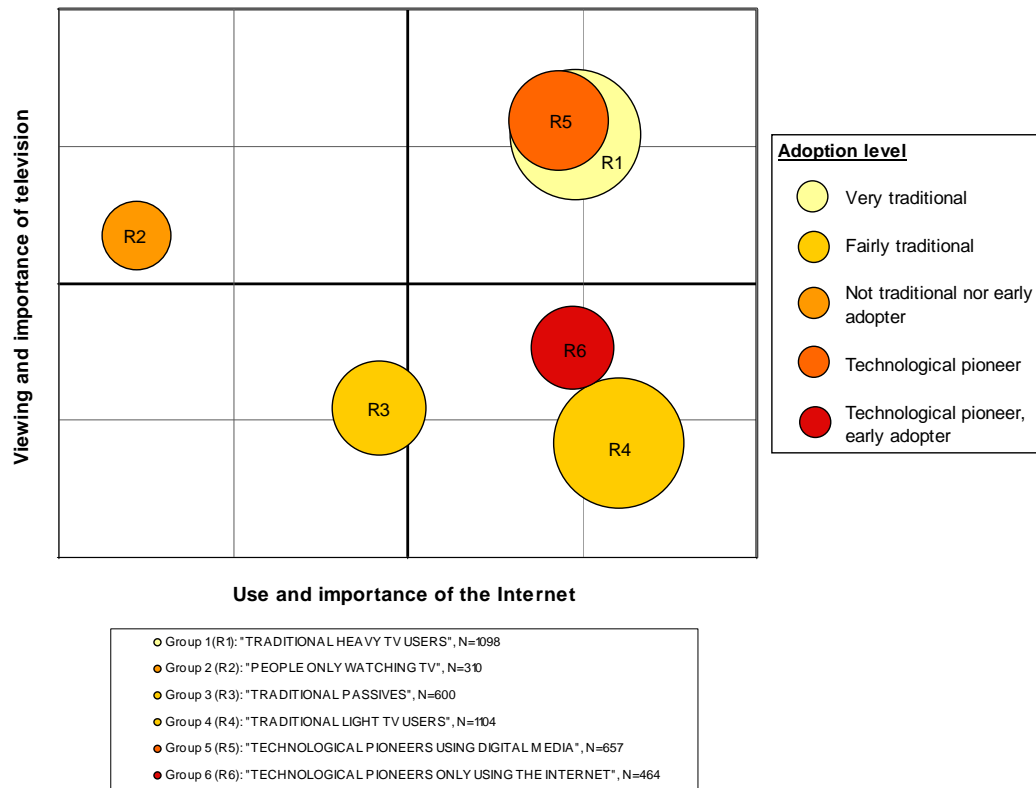 Viewing and importance of television
R5
R1
R2
R6
R3
R4
Use and importance of the Internet
Adoption level
Very traditional
Fairly traditional
Not traditional nor early
adopter
Technological pioneer
Technological pioneer,
early adopter
Group 1 (R1): "TRADITIONAL HEAVY TV USERS", N=1098
Group 2 (R2): "PEOPLE ONLY WATCHING TV", N=310
Group 3 (R3): "TRADITIONAL PASSIVES", N=600
Group 4 (R4): "TRADITIONAL LIGHT TV USERS", N=1104
Group 5 (R5): "TECHNOLOGICAL PIONEERS USING DIGITAL MEDIA", N=657
Group 6 (R6): "TECHNOLOGICAL PIONEERS ONLY USING THE INTERNET", N=464